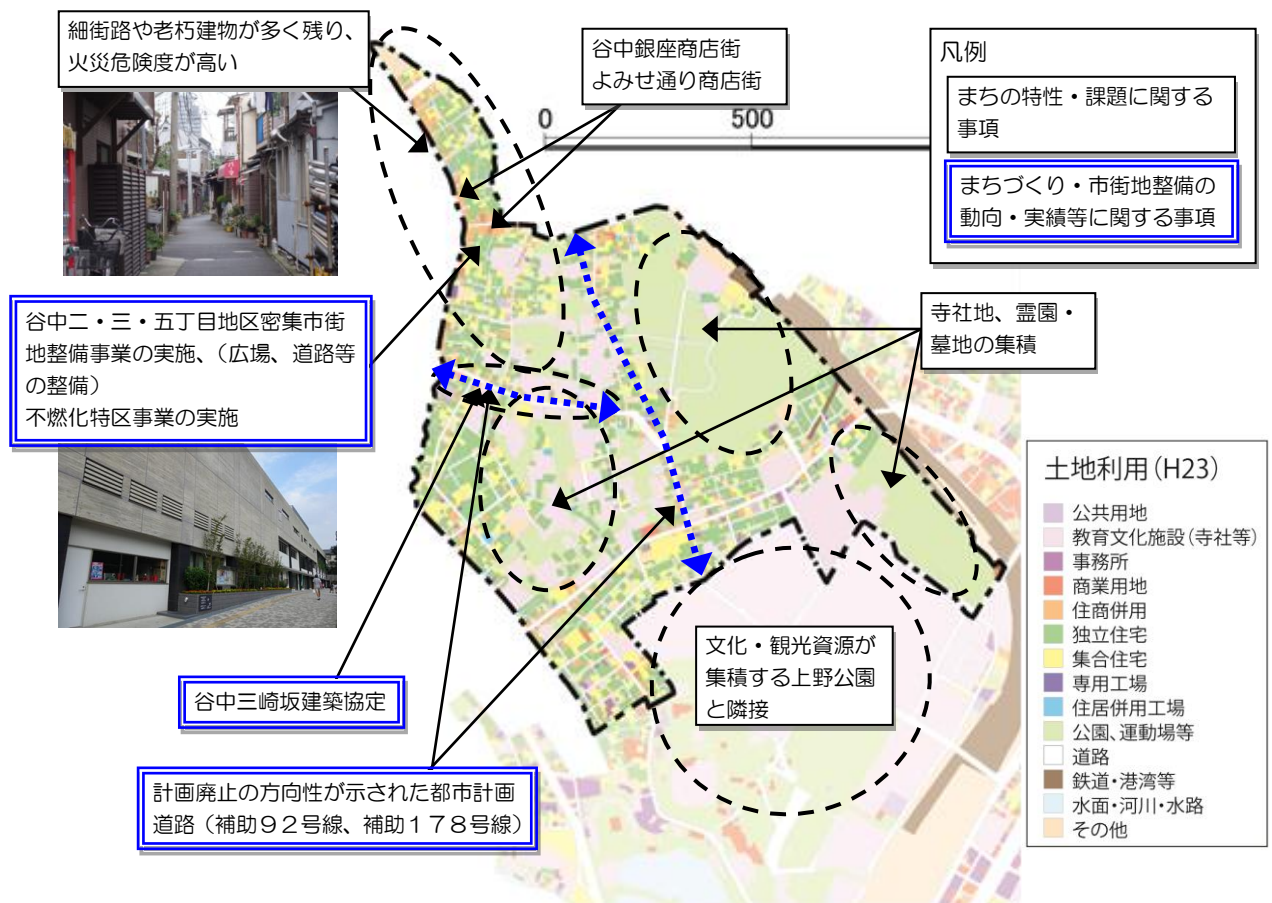 細街路や老朽建物が多く残り、
火災危険度が高い
谷中銀座商店街
よみせ通り商店街
0
500
凡例
まちの特性・課題に関する
事項
まちづくり・市街地整備の
動向・実績等に関する事項
谷中二・三・五丁目地区密集市街
地整備事業の実施、（広場、道路等
の整備）
不燃化特区事業の実施
寺社地、霊園・
墓地の集積
谷中三崎坂建築協定
文化・観光資源が
集積する上野公園
と隣接
計画廃止の方向性が示された都市計画
道路（補助９２号線、補助１７８号線）
土地利用(H23)
公共用地
教育文化施設(寺社等)
事務所
商業用地
住商併用
独立住宅
集合住宅
専用工場
住居併用工場
公園、運動場等
道路
鉄道・港湾等
水面・河川・水路
その他